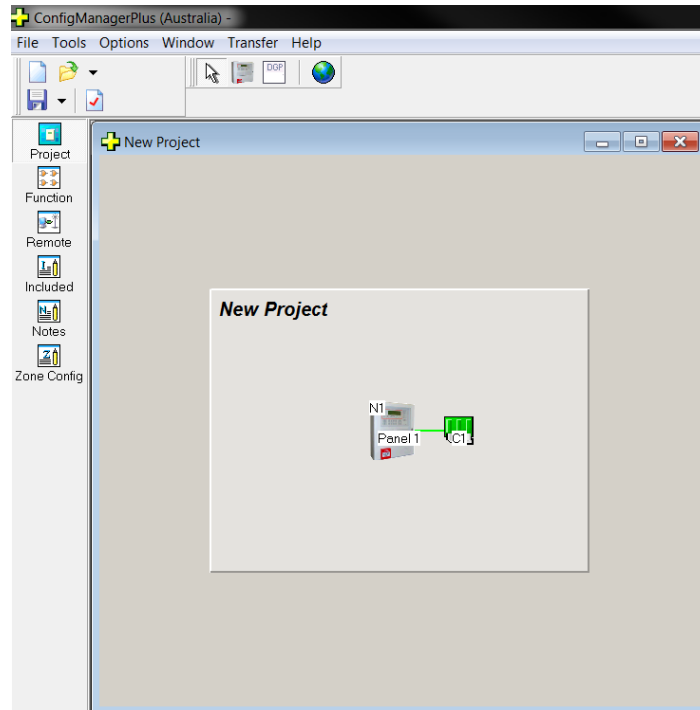 ConfigManagerPlus (Australia) -
File Tools Options Window Transfer Help
DGP
Project
Function
Remote
Included
Notes
Zone Config
New Project
New Project
N1
Panel 1
C1